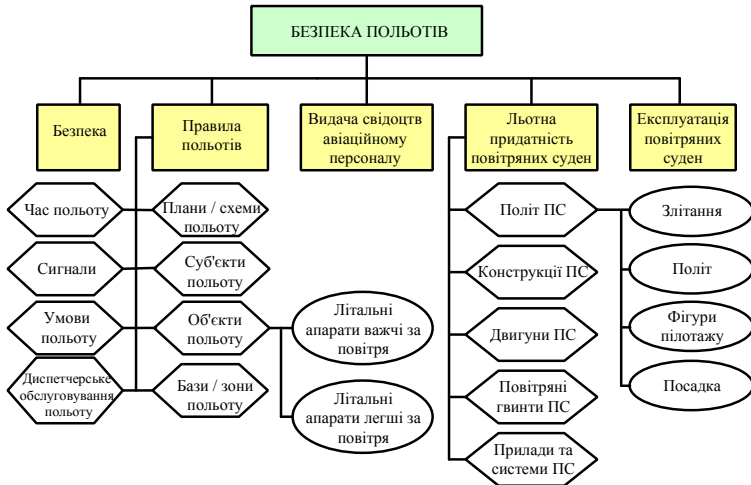 БЕЗПЕКА ПОЛЬОТІВ
Безпека
Правила
польотів
Видача свідоцтв
авіаційному
персоналу
Льотна
придатність
повітряних суден
Експлуатація
повітряних
суден
Час польоту
Плани / схеми
польоту
Політ ПС
Злітання
Сигнали
Суб'єкти
польоту
Конструкції ПС
Політ
Умови
польоту
Об'єкти
польоту
Літальні
апарати важчі за
повітря
Двигуни ПС
Фігури
пілотажу
Диспетчерське
обслуговування
польоту
Бази / зони
польоту
Літальні
апарати легші за
повітря
Повітряні
гвинти ПС
Посадка
Прилади та
системи ПС